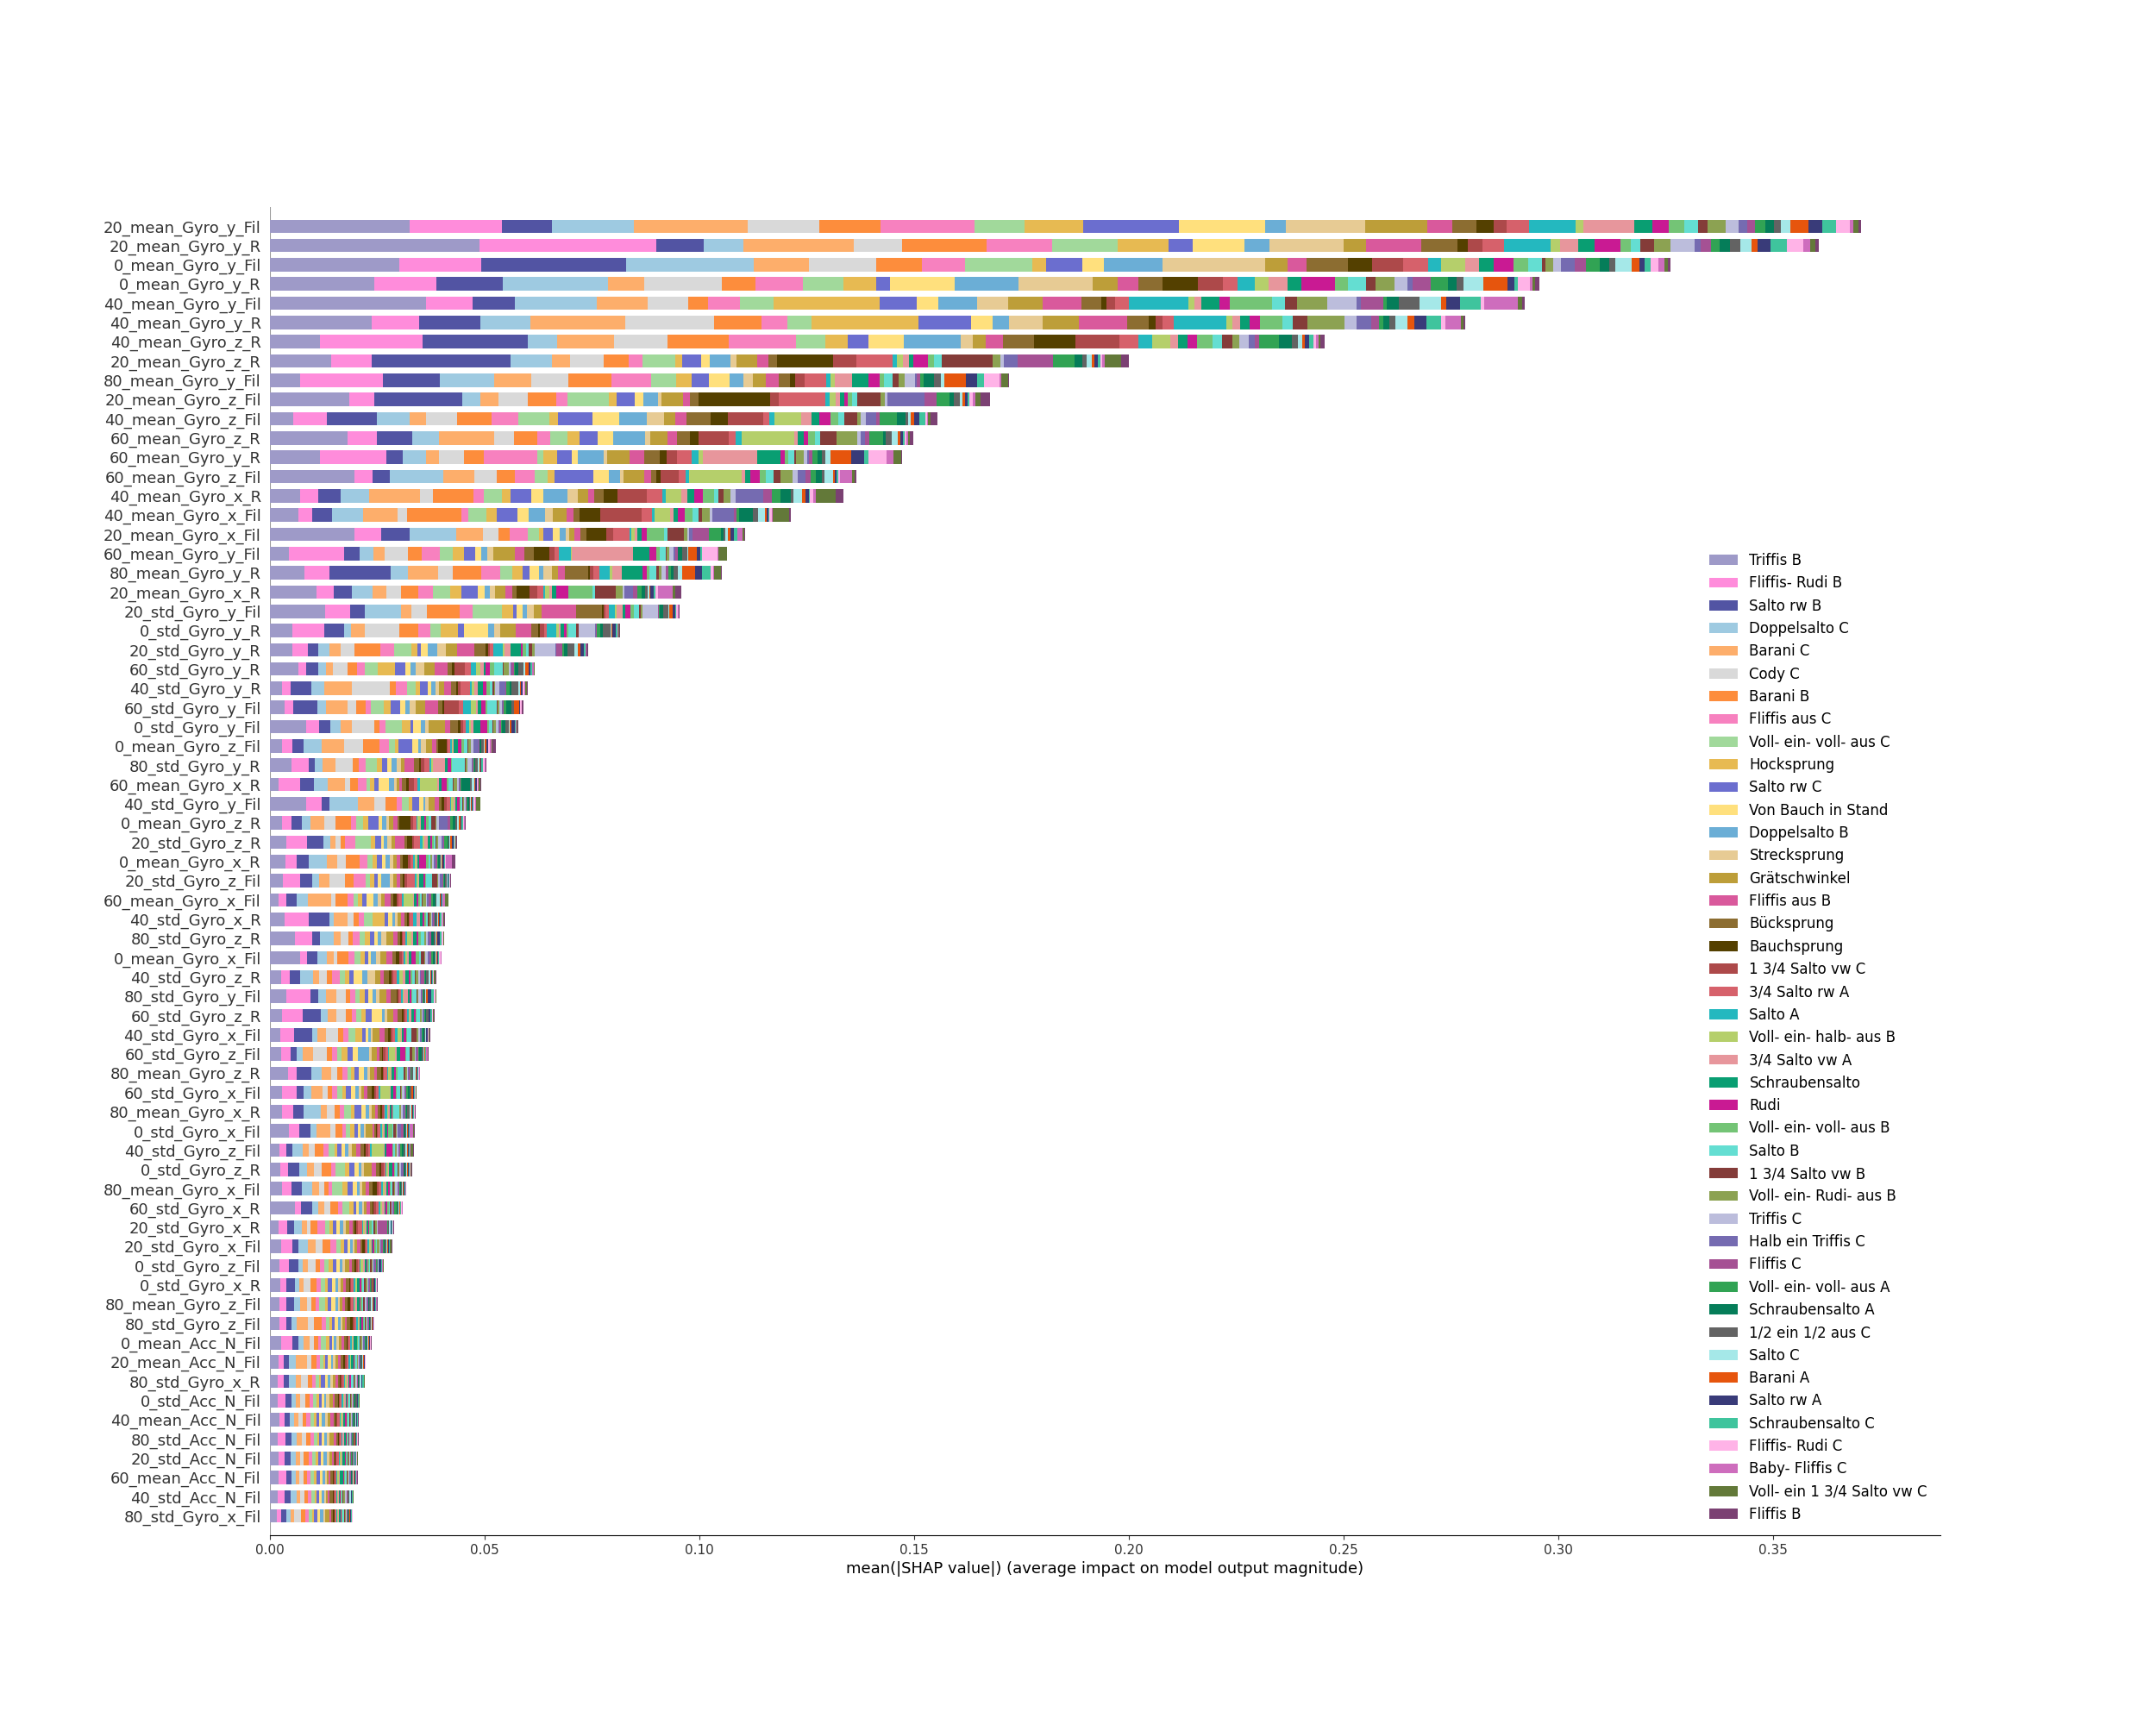 20_mean_Gyro_y_Fil
20_mean_Gyro_y_R
0_mean_Gyro_y_Fil
0_mean_Gyro_y_R
40_mean_Gyro_y_Fil
40_mean_Gyro_y_R
40_mean_Gyro_z_R
20_mean_Gyro_z_R
80_mean_Gyro_y_Fil
20_mean_Gyro_z_Fil
40_mean_Gyro_z_Fil
60_mean_Gyro_z_R
60_mean_Gyro_y_R
60_mean_Gyro_z_Fil
40_mean_Gyro_x_R
40_mean_Gyro_x_Fil
20_mean_Gyro_x_Fil
60_mean_Gyro_y_Fil
80_mean_Gyro_y_R
20_mean_Gyro_x_R
20_std_Gyro_y_Fil
0_std_Gyro_y_R
20_std_Gyro_y_R
60_std_Gyro_y_R
40_std_Gyro_y_R
60_std_Gyro_y_Fil
0_std_Gyro_y_Fil
0_mean_Gyro_z_Fil
80_std_Gyro_y_R
60_mean_Gyro_x_R
40_std_Gyro_y_Fil
0_mean_Gyro_z_R
20_std_Gyro_z_R
0_mean_Gyro_x_R
20_std_Gyro_z_Fil
60_mean_Gyro_x_Fil
40_std_Gyro_x_R
80_std_Gyro_z_R
0_mean_Gyro_x_Fil
40_std_Gyro_z_R
80_std_Gyro_y_Fil
60_std_Gyro_z_R
40_std_Gyro_x_Fil
60_std_Gyro_z_Fil
80_mean_Gyro_z_R
60_std_Gyro_x_Fil
80_mean_Gyro_x_R
0_std_Gyro_x_Fil
40_std_Gyro_z_Fil
0_std_Gyro_z_R
80_mean_Gyro_x_Fil
60_std_Gyro_x_R
20_std_Gyro_x_R
20_std_Gyro_x_Fil
0_std_Gyro_z_Fil
0_std_Gyro_x_R
80_mean_Gyro_z_Fil
80_std_Gyro_z_Fil
0_mean_Acc_N_Fil
20_mean_Acc_N_Fil
80_std_Gyro_x_R
0_std_Acc_N_Fil
40_mean_Acc_N_Fil
80_std_Acc_N_Fil
20_std_Acc_N_Fil
60_mean_Acc_N_Fil
40_std_Acc_N_Fil
80_std_Gyro_x_Fil
Triffis B
Fliffis- Rudi B
Salto rw B
Doppelsalto C
Barani C
Cody C
Barani B
Fliffis aus C
Voll- ein- voll- aus C
Hocksprung
Salto rw C
Von Bauch in Stand
Doppelsalto B
Strecksprung
Grätschwinkel
Fliffis aus B
Bücksprung
Bauchsprung
1 3/4 Salto vw C
3/4 Salto rw A
Salto A
Voll- ein- halb- aus B
3/4 Salto vw A
Schraubensalto
Rudi
Voll- ein- voll- aus B
Salto B
1 3/4 Salto vw B
Voll- ein- Rudi- aus B
Triffis C
Halb ein Triffis C
Fliffis C
Voll- ein- voll- aus A
Schraubensalto A
1/2 ein 1/2 aus C
Salto C
Barani A
Salto rw A
Schraubensalto C
Fliffis- Rudi C
Baby- Fliffis C
Voll- ein 1 3/4 Salto vw C
Fliffis B
0.00 0.05 0.10 0.15 0.20 0.25 0.30 0.35
mean(|SHAP value|) (average impact on model output magnitude)